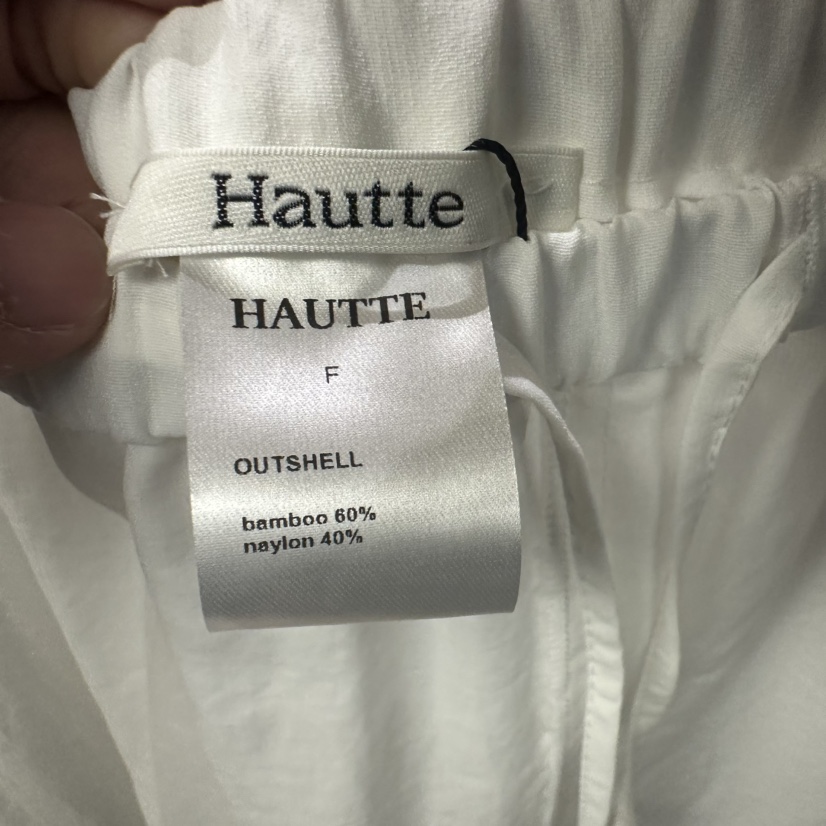 Hautte
HAUTTE
F
OUTSHELL
bamboo 60%
naylon 40%